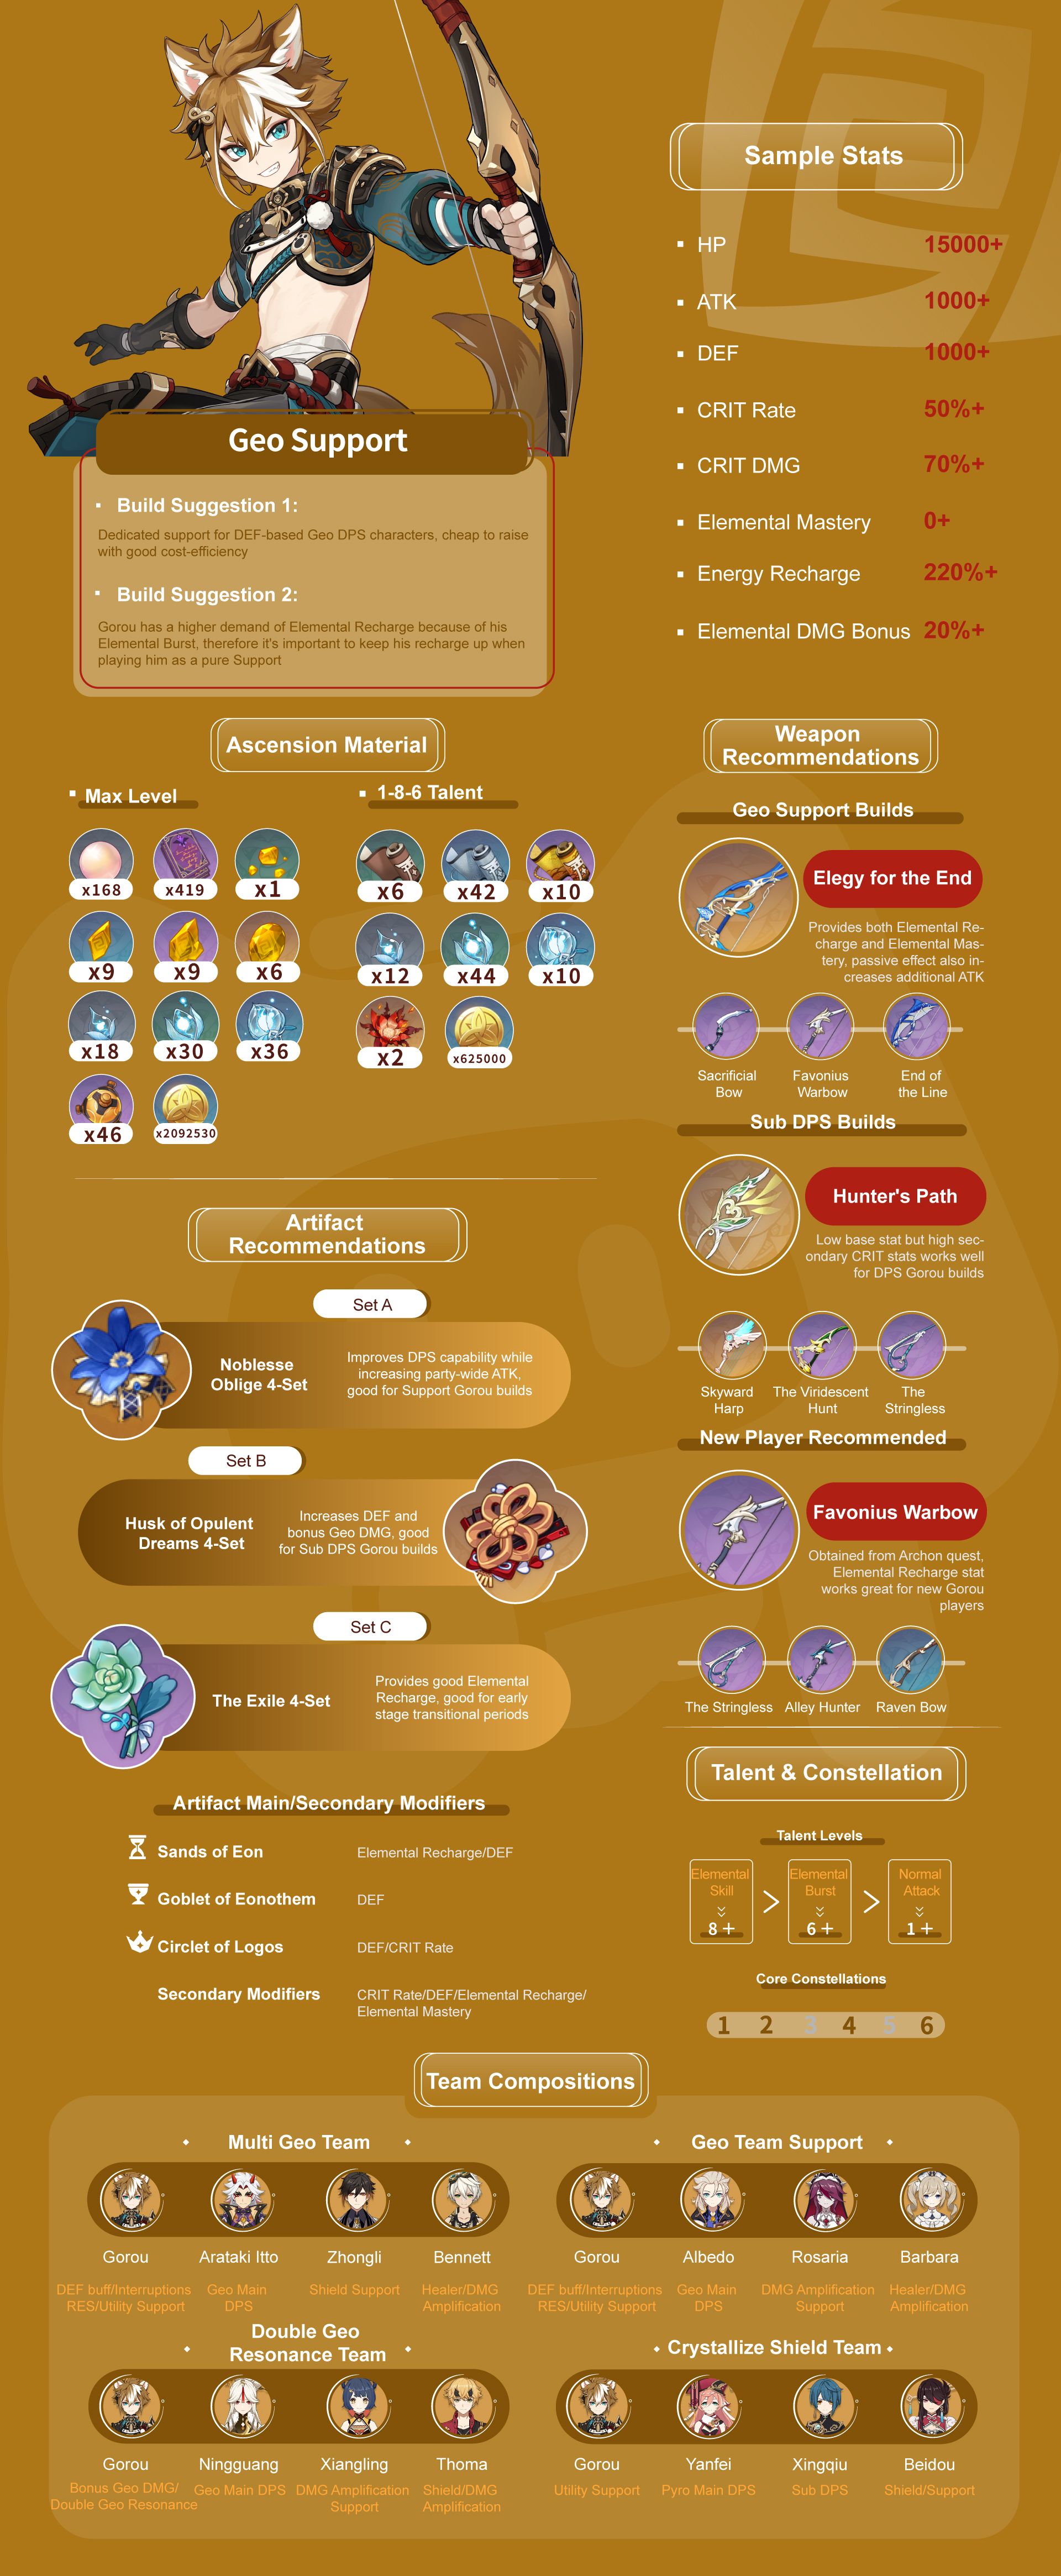 Sample Stats
HP 15000+
ATK 1000+
DEF 1000+
CRIT Rate 50%+
CRIT DMG 70%+
Elemental Mastery 0+
Energy Recharge 220%+
Elemental DMG Bonus 20%+
Geo Support
Build Suggestion 1:
Dedicated support for DEF-based Geo DPS characters, cheap to raise
with good cost-efficiency
Build Suggestion 2:
Gorou has a higher demand of Elemental Recharge because of his
Elemental Burst, therefore it's important to keep his recharge up when
playing him as a pure Support
Ascension Material
Max Level
x168 x419 x1
x9 x9 x6
x18 x30 x36
x46 x2092530
1-8-6 Talent
x6 x42 x10
x12 x44 x10
x2 x625000
Artifact
Recommendations
Set A
Noblesse
Oblige 4-Set
Improves DPS capability while
increasing party-wide ATK,
good for Support Gorou builds
Set B
Husk of Opulent
Dreams 4-Set
Increases DEF and
bonus Geo DMG, good
for Sub DPS Gorou builds
Set C
The Exile 4-Set
Provides good Elemental
Recharge, good for early
stage transitional periods
Artifact Main/Secondary Modifiers
Sands of Eon Elemental Recharge/DEF
Goblet of Eonothem DEF
Circlet of Logos DEF/CRIT Rate
Secondary Modifiers CRIT Rate/DEF/Elemental Recharge/
Elemental Mastery
Weapon
Recommendations
Geo Support Builds
Elegy for the End
Provides both Elemental Re-
charge and Elemental Mas-
tery, passive effect also in-
creases additional ATK
Sacrificial Favonius End of
Bow Warbow the Line
Sub DPS Builds
Hunter's Path
Low base stat but high sec-
ondary CRIT stats works well
for DPS Gorou builds
Skyward The Viridescent The
Harp Hunt Stringless
New Player Recommended
Favonius Warbow
Obtained from Archon quest,
Elemental Recharge stat
works great for new Gorou
players
The Stringless Alley Hunter Raven Bow
Talent & Constellation
Talent Levels
Elemental Elemental Normal
Skill Burst Attack
8 + > 6 + > 1 +
Core Constellations
1 2 3 4 5 6
Team Compositions
Multi Geo Team
Gorou Arataki Itto Zhongli Bennett
DEF buff/Interruptions Geo Main Shield Support Healer/DMG
RES/Utility Support DPS Amplification
Geo Team Support
Gorou Albedo Rosaria Barbara
DEF buff/Interruptions Geo Main DMG Amplification Healer/DMG
RES/Utility Support DPS Support Amplification
Double Geo
Resonance Team
Gorou Ningguang Xiangling Thoma
Bonus Geo DMG/ Geo Main DPS DMG Amplification Shield/DMG
Double Geo Resonance Support Amplification
Crystallize Shield Team
Gorou Yanfei Xingqiu Beidou
Utility Support Pyro Main DPS Sub DPS Shield/Support